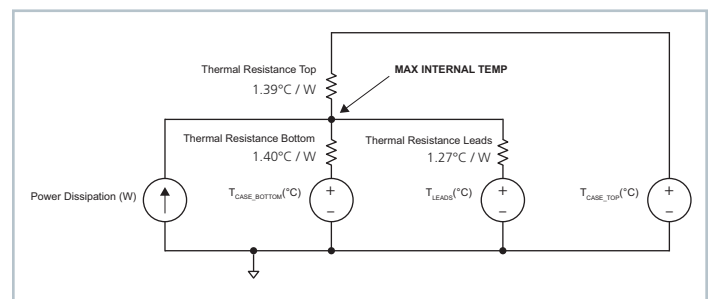 Thermal Resistance Top
1.39°C / W
MAX INTERNAL TEMP
Thermal Resistance Bottom
1.40°C / W
Thermal Resistance Leads
1.27°C / W
Power Dissipation (W)
T_CASE_BOTTOM(°C)
+
–
T_LEADS(°C)
+
–
T_CASE_TOP(°C)
+
–